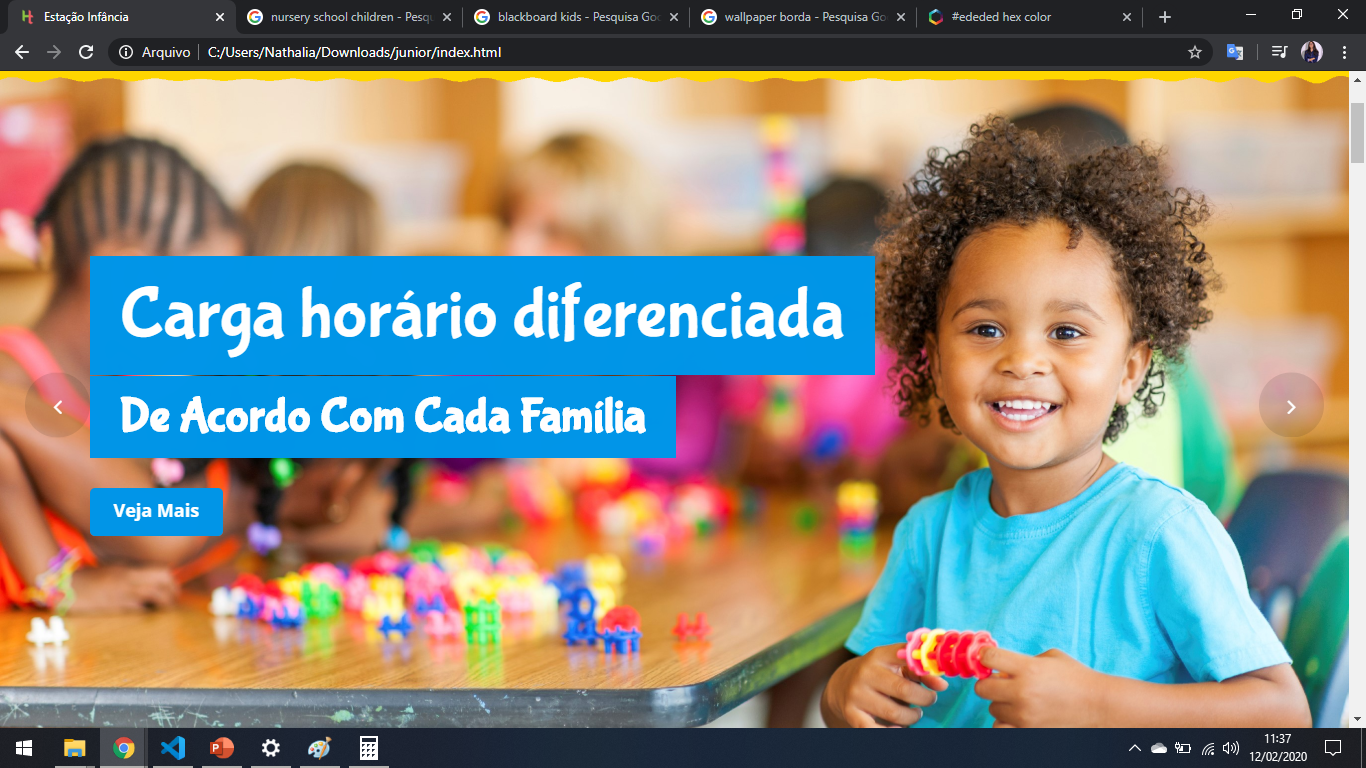 Estação Infância
nursery school children - Pesqu
blackboard kids - Pesquisa Goo
wallpaper borda - Pesquisa Go
#ededed hex color
Arquivo
C:/Users/Nathalia/Downloads/junior/index.html
Carga horário diferenciada
De Acordo Com Cada Família
Veja Mais
11:37
12/02/2020